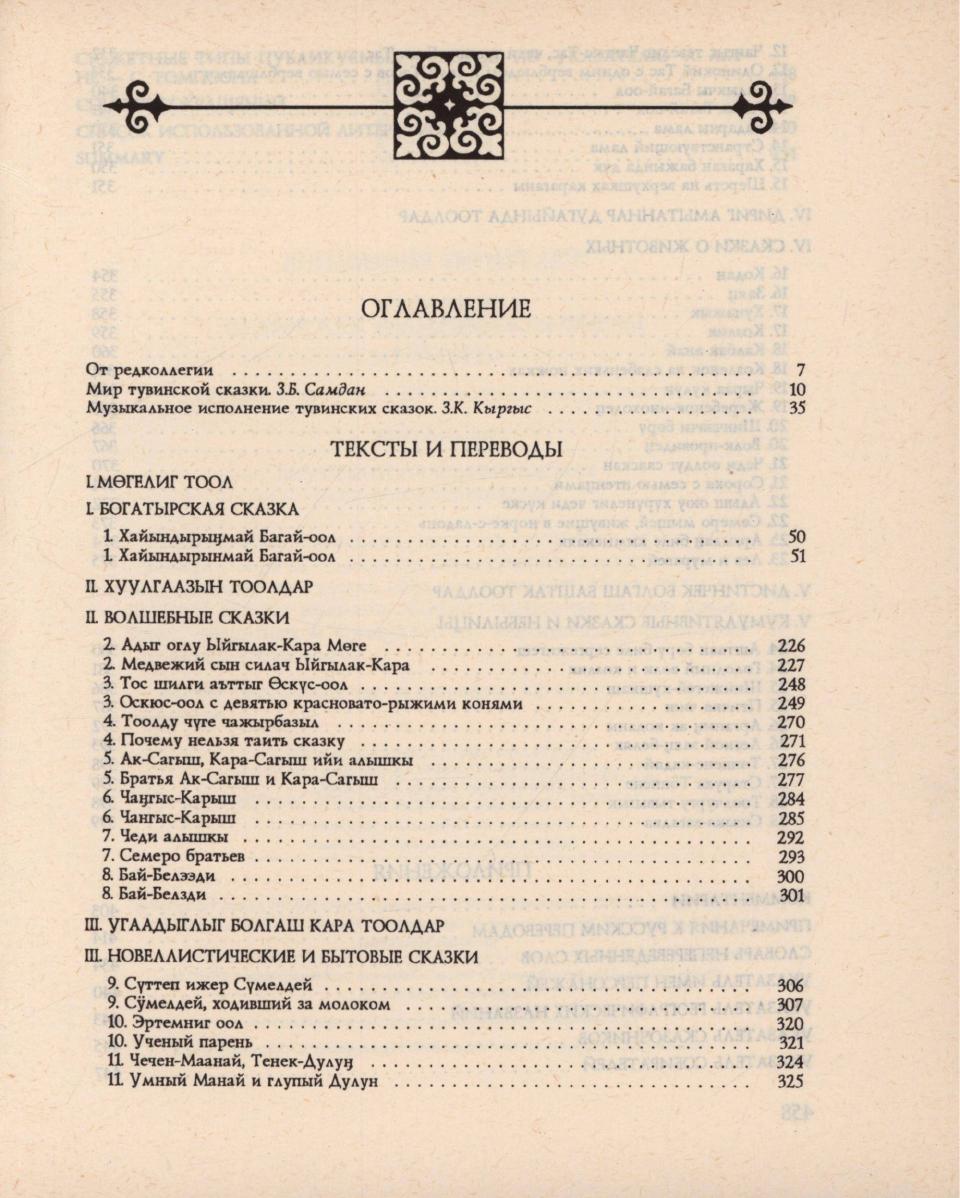 ОГЛАВЛЕНИЕ
От редколлегии . . . . . . . . . . 7
Мир тувинской сказки. З.Б. Самдан . . . . . . . . . . 10
Музыкальное исполнение тувинских сказок. З.К. Кыргыс . . . . . . . . . . 35
ТЕКСТЫ И ПЕРЕВОДЫ
I. МӨГЕЛИГ ТООЛ
I. БОГАТЫРСКАЯ СКАЗКА
1. Хайындырыңмай Багай-оол . . . . . . . . . . 50
1. Хайындырынмай Багай-оол . . . . . . . . . . 51
II. ХУУЛГААЗЫН ТООЛДАР
II. ВОЛШЕБНЫЕ СКАЗКИ
2. Адыг оглу Ыйгылак-Кара Мөге . . . . . . . . . . 226
2. Медвежий сын силач Ыйгылак-Кара . . . . . . . . . . 227
3. Тос шилги аъттыг Өскүс-оол . . . . . . . . . . 248
3. Оскюс-оол с девятью красновато-рыжими конями . . . . . . . . . . 249
4. Тоолду чүге чажырбазыл . . . . . . . . . . 270
4. Почему нельзя таить сказку . . . . . . . . . . 271
5. Ак-Сагыш, Кара-Сагыш ийи алышкы . . . . . . . . . . 276
5. Братья Ак-Сагыш и Кара-Сагыш . . . . . . . . . . 277
6. Чаңгыс-Карыш . . . . . . . . . . 284
6. Чангыс-Карыш . . . . . . . . . . 285
7. Чеди алышкы . . . . . . . . . . 292
7. Семеро братьев . . . . . . . . . . 293
8. Бай-Белээди . . . . . . . . . . 300
8. Бай-Белзди . . . . . . . . . . 301
III. УГААДЫГЛЫГ БОЛГАШ КАРА ТООЛДАР
III. НОВЕЛЛИСТИЧЕСКИЕ И БЫТОВЫЕ СКАЗКИ
9. Сүттеп ижер Сүмелдей . . . . . . . . . . 306
9. Сӱмелдей, ходивший за молоком . . . . . . . . . . 307
10. Эртемниг оол . . . . . . . . . . 320
10. Ученый парень . . . . . . . . . . 321
11. Чечен-Маанай, Тенек-Дулуң . . . . . . . . . . 324
11. Умный Манай и глупый Дулун . . . . . . . . . . 325